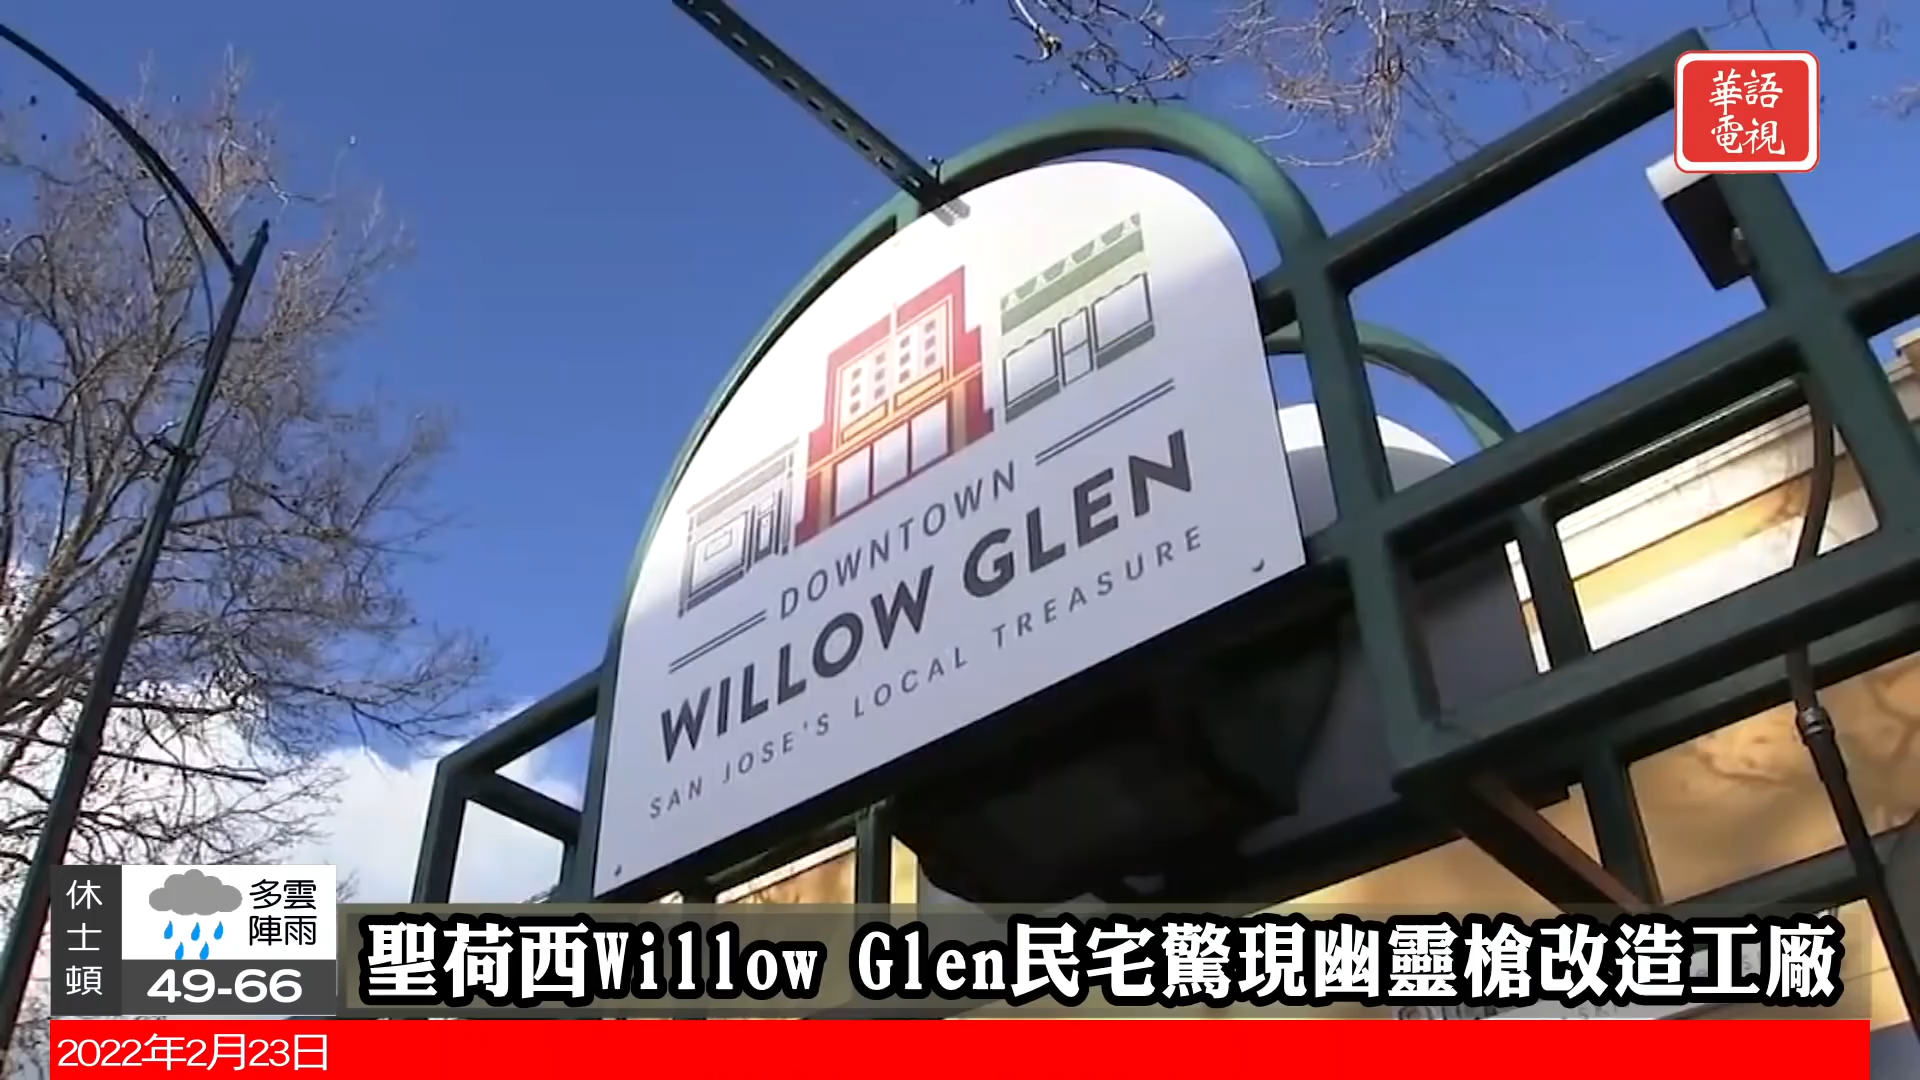 華語
電視
DOWNTOWN
WILLOW GLEN
SAN JOSE'S LOCAL TREASURE
休士頓
多雲
陣雨
49-66
聖荷西Willow Glen民宅驚現幽靈槍改造工廠
2022年2月23日